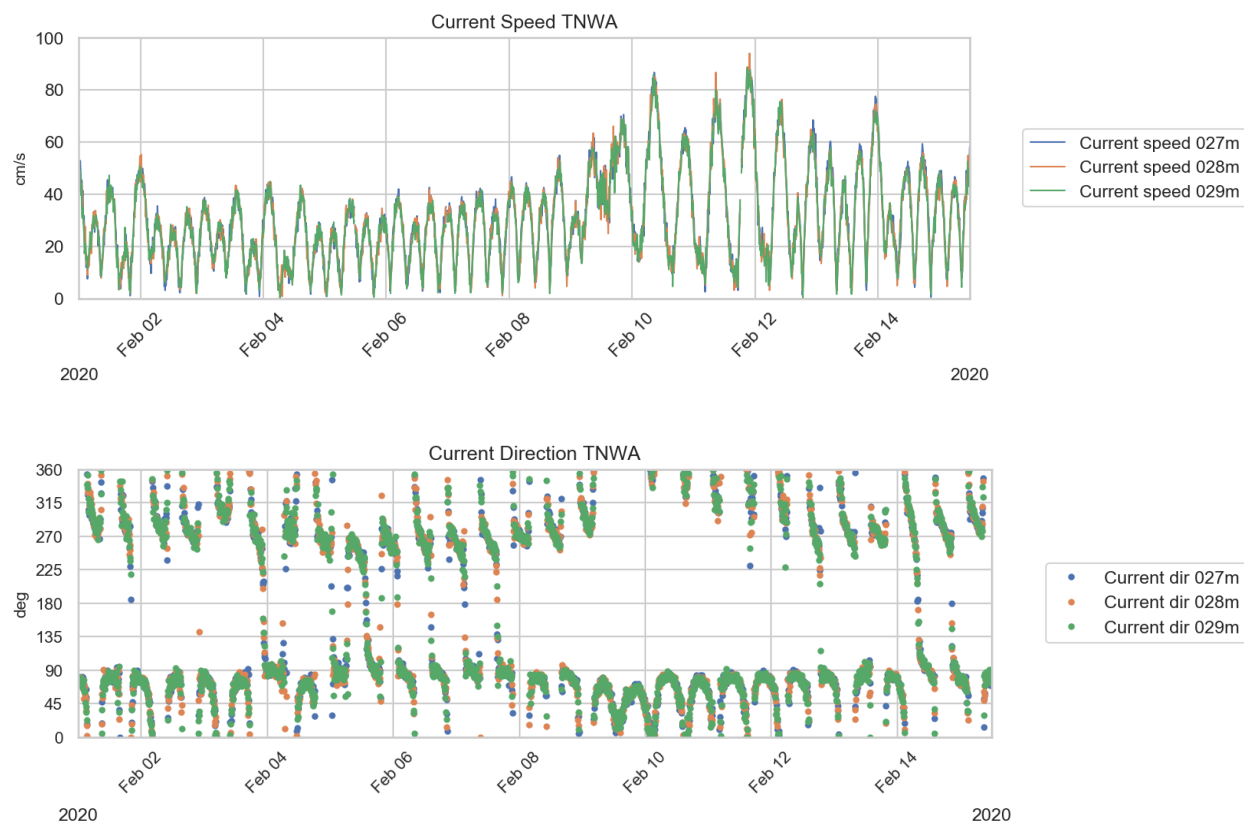 Current Speed TNWA
100
80
60
40
20
0
cm/s
Feb 02
Feb 04
Feb 06
Feb 08
Feb 10
Feb 12
Feb 14
2020
2020
Current speed 027m
Current speed 028m
Current speed 029m
Current Direction TNWA
360
315
270
225
180
135
90
45
0
deg
Feb 02
Feb 04
Feb 06
Feb 08
Feb 10
Feb 12
Feb 14
2020
2020
Current dir 027m
Current dir 028m
Current dir 029m